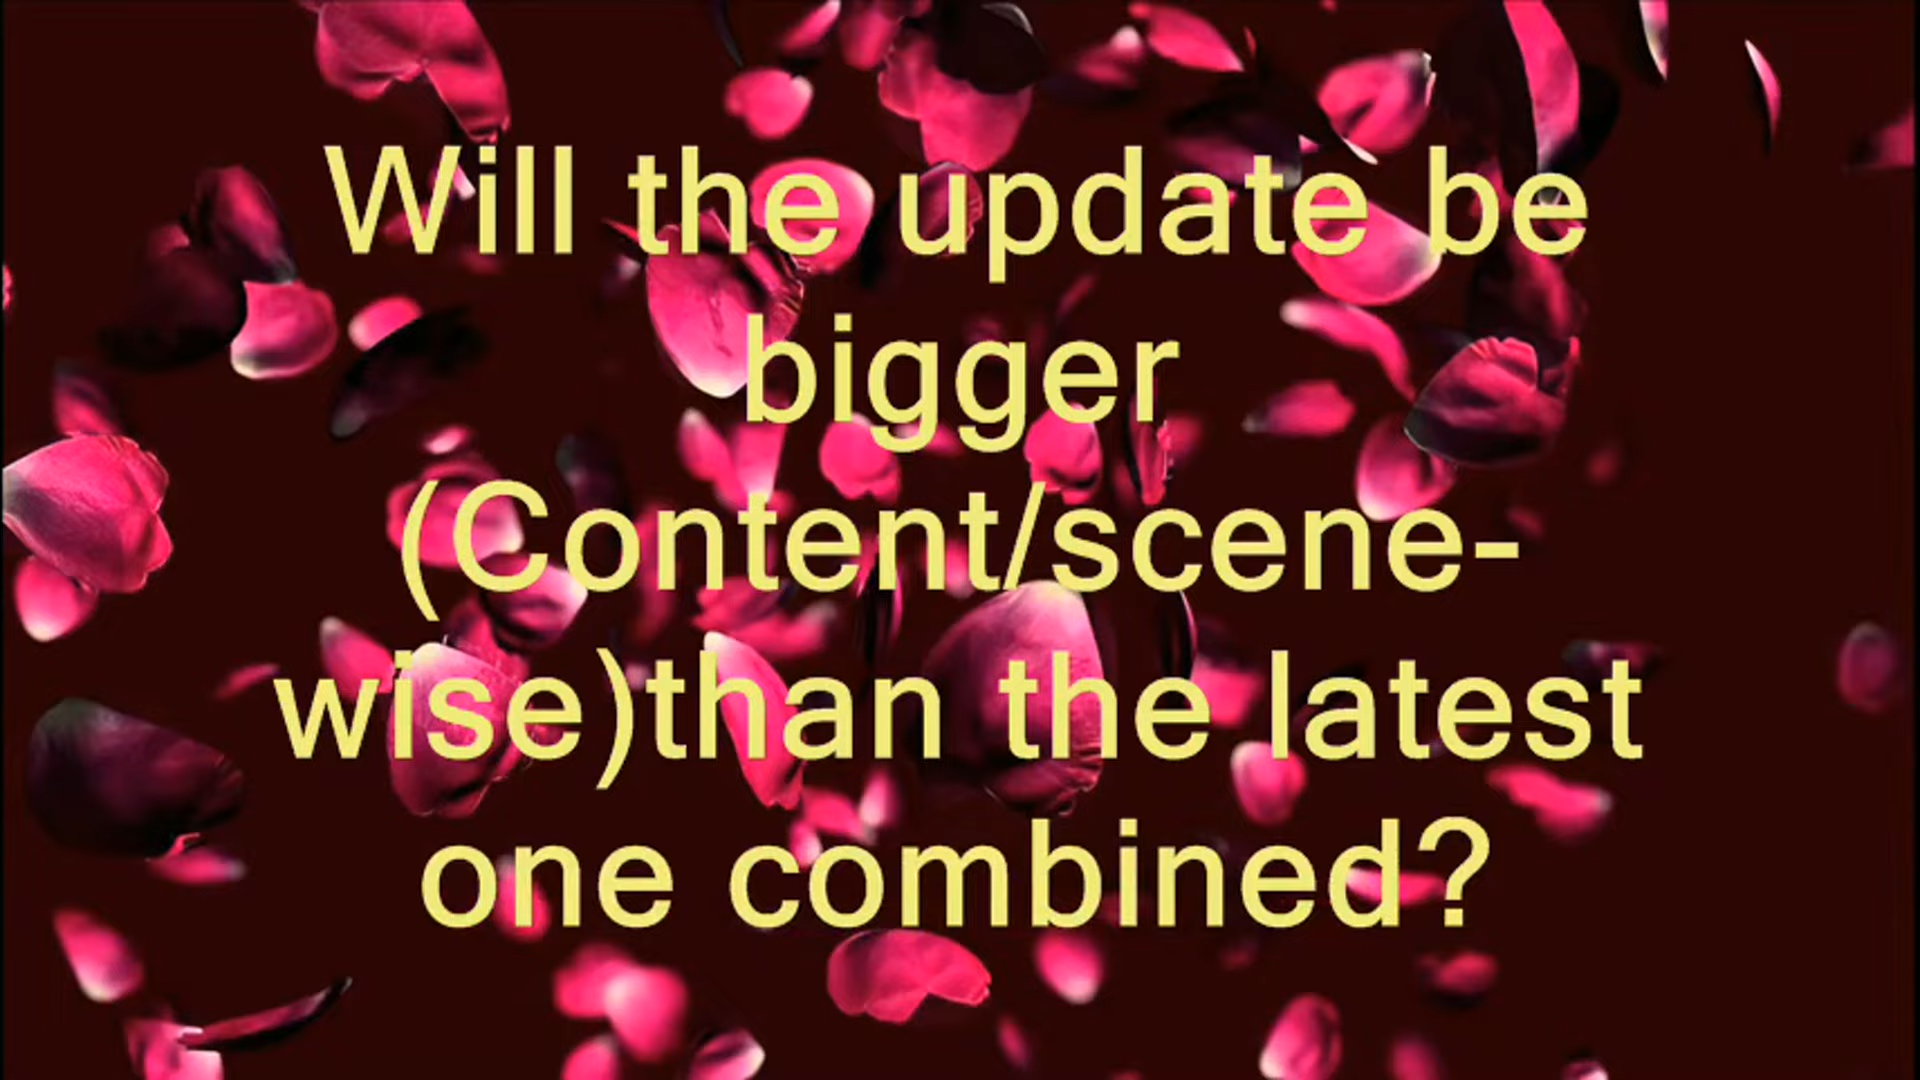 Will the update be
bigger
(Content/scene-
wise)than the latest
one combined?